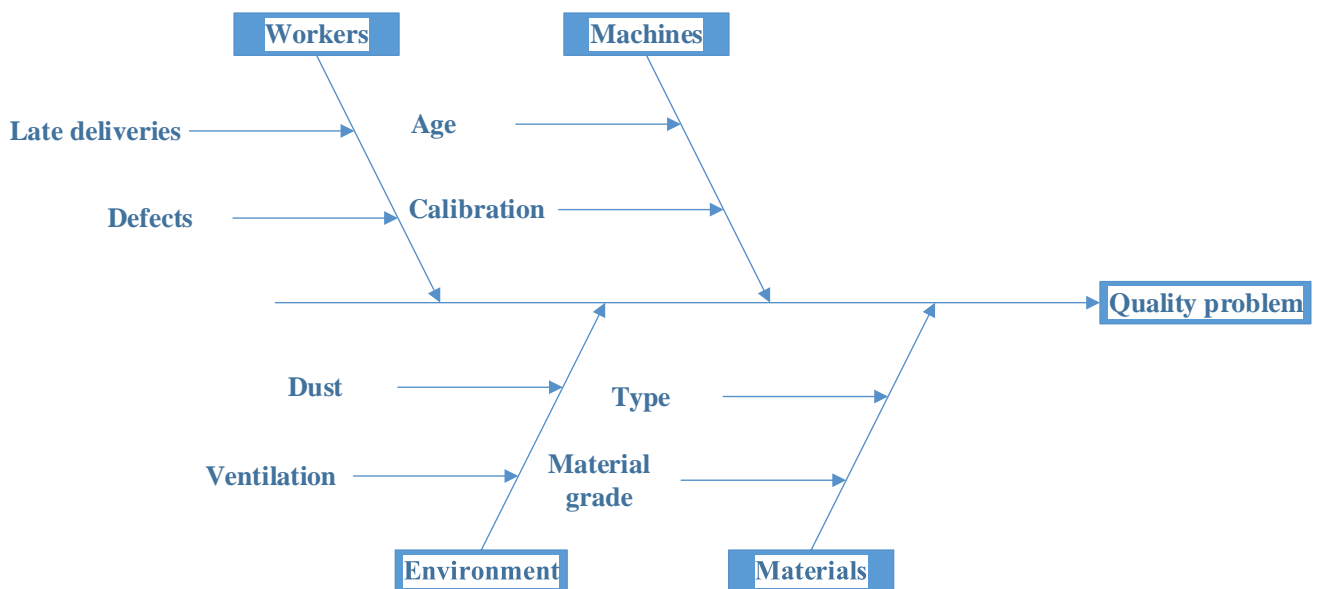 Workers
Machines
Late deliveries
Age
Defects
Calibration
Quality problem
Dust
Type
Ventilation
Material
grade
Environment
Materials